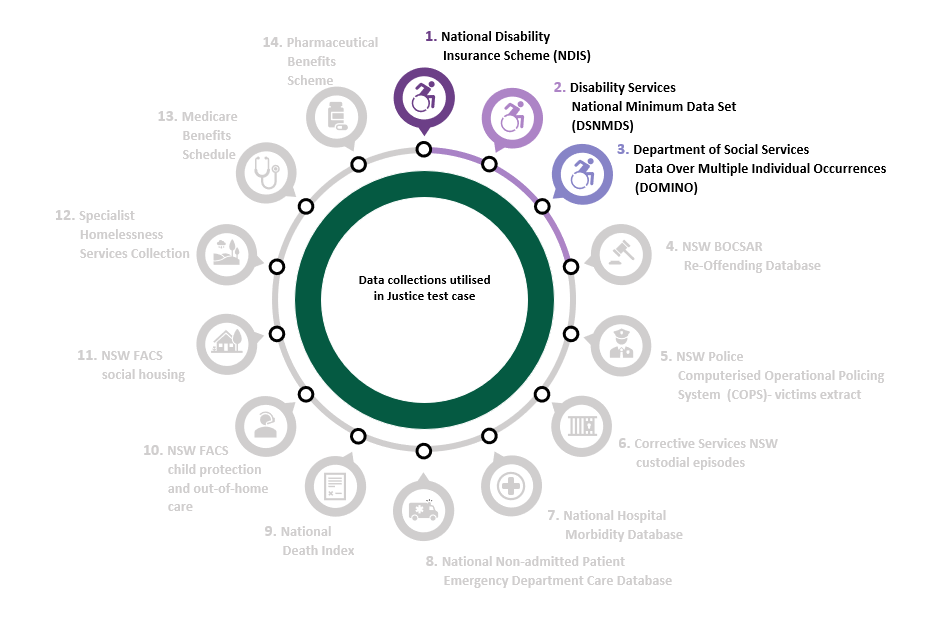 1. National Disability
Insurance Scheme (NDIS)
2. Disability Services
National Minimum Data Set
(DSNMDS)
3. Department of Social Services
Data Over Multiple Individual Occurrences
(DOMINO)
4. NSW BOCSAR
Re-Offending Database
5. NSW Police
Computerised Operational Policing
System (COPS)- victims extract
6. Corrective Services NSW
custodial episodes
7. National Hospital
Morbidity Database
8. National Non-admitted Patient
Emergency Department Care Database
9. National
Death Index
10. NSW FACS
child protection
and out-of-home
care
11. NSW FACS
social housing
12. Specialist
Homelessness
Services Collection
13. Medicare
Benefits
Schedule
14. Pharmaceutical
Benefits
Scheme
Data collections utilised
in Justice test case